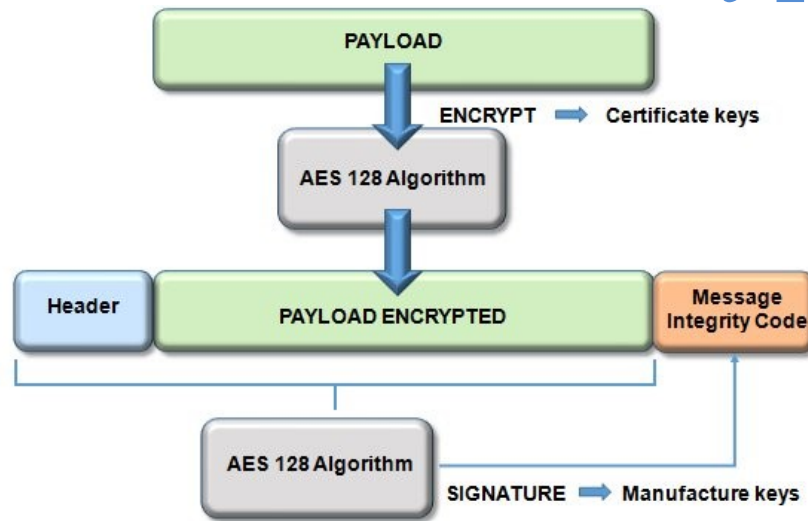 PAYLOAD
ENCRYPT
Certificate keys
AES 128 Algorithm
Header
PAYLOAD ENCRYPTED
Message
Integrity Code
AES 128 Algorithm
SIGNATURE
Manufacture keys